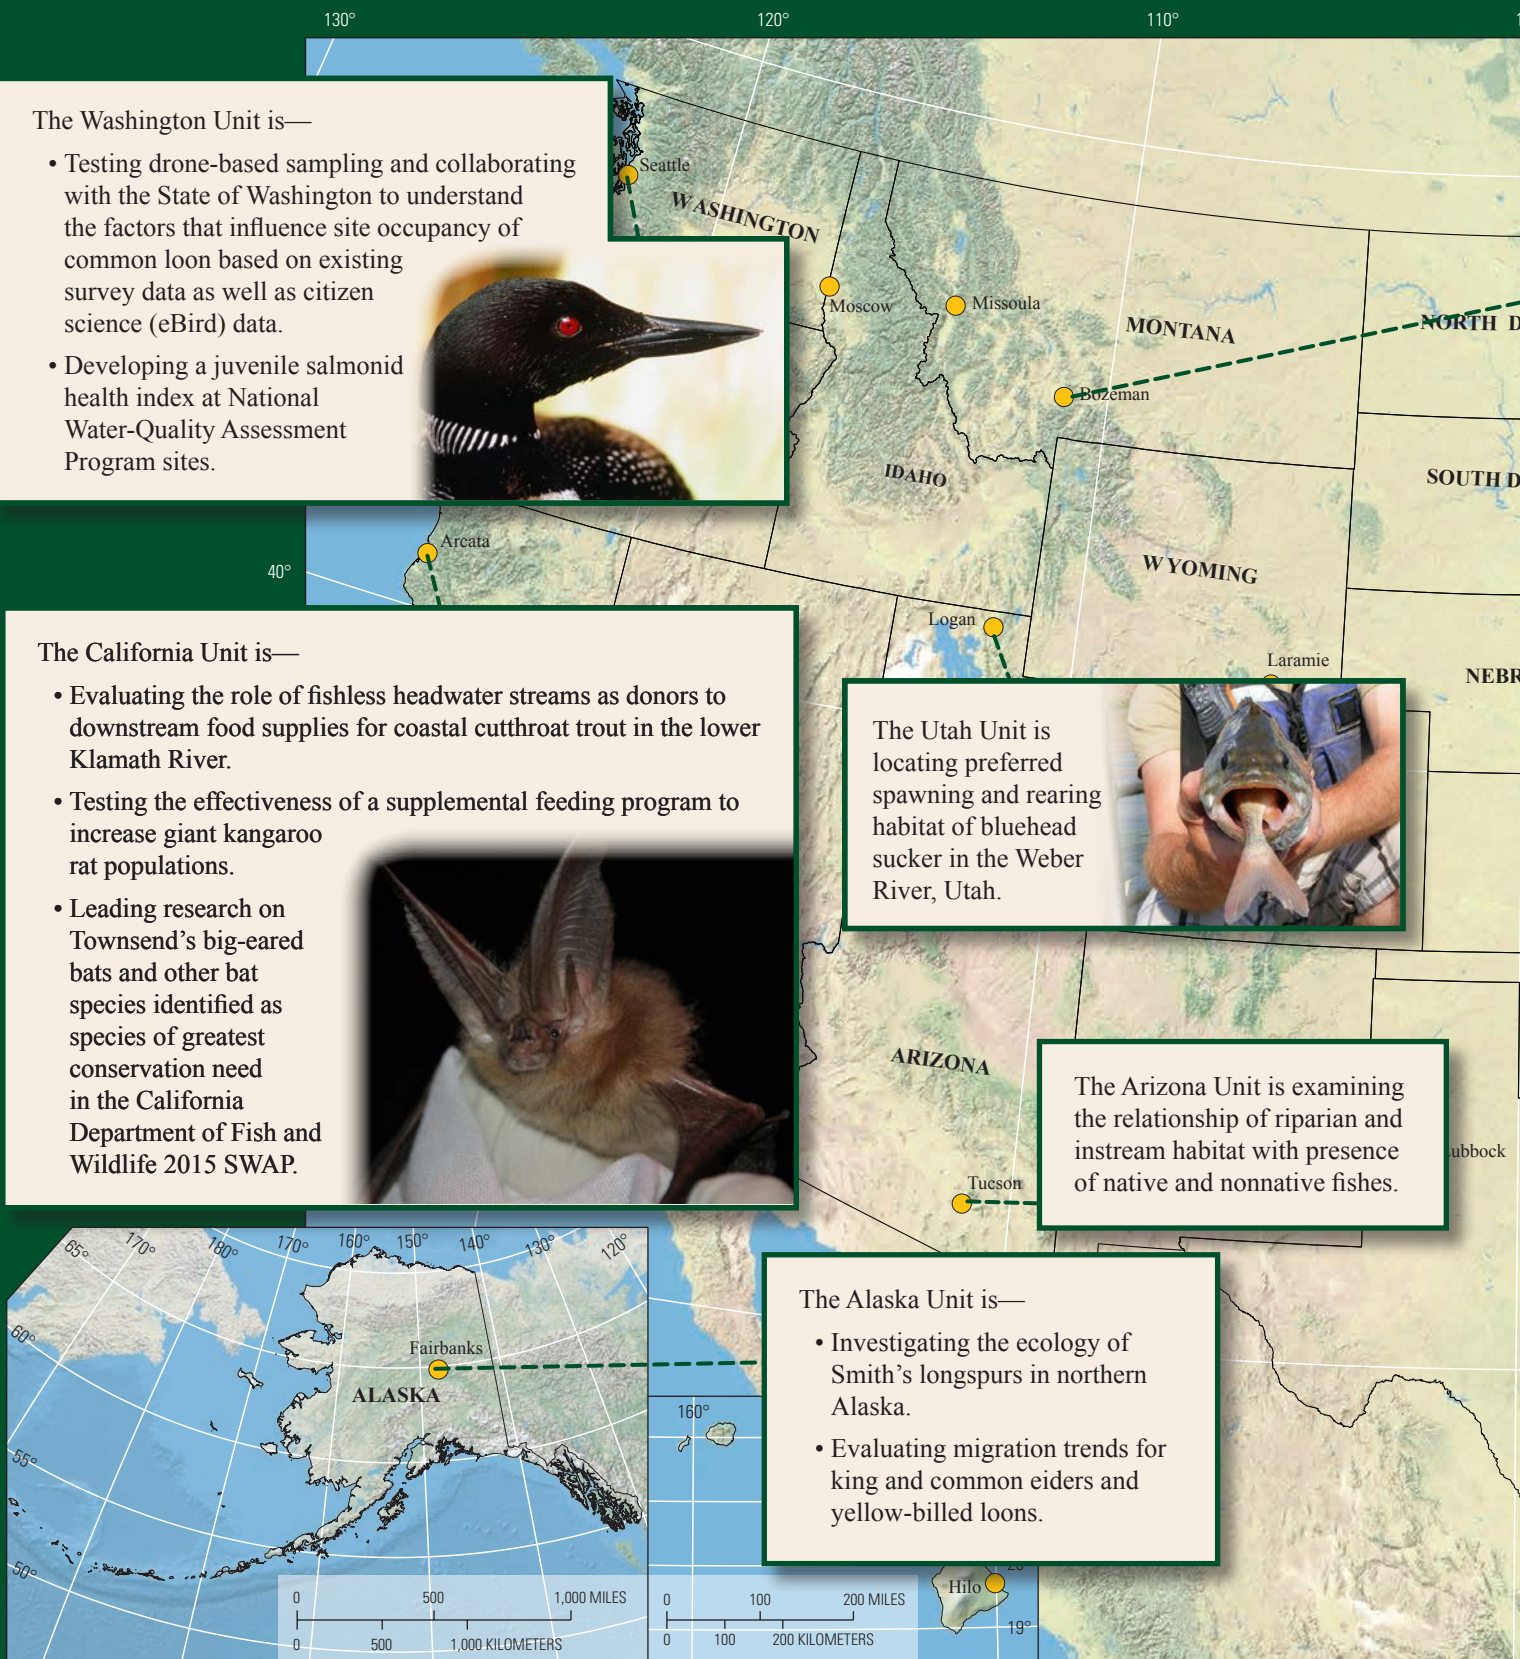 130°
120°
110°
The Washington Unit is—
• Testing drone-based sampling and collaborating
with the State of Washington to understand
the factors that influence site occupancy of
common loon based on existing
survey data as well as citizen
science (eBird) data.
• Developing a juvenile salmonid
health index at National
Water-Quality Assessment
Program sites.
Seattle
WASHINGTON
Moscow
Missoula
MONTANA
NORTH D
Bozeman
IDAHO
SOUTH D
Arcata
40°
WYOMING
Logan
Laramie
NEBR
The California Unit is—
• Evaluating the role of fishless headwater streams as donors to
downstream food supplies for coastal cutthroat trout in the lower
Klamath River.
• Testing the effectiveness of a supplemental feeding program to
increase giant kangaroo
rat populations.
• Leading research on
Townsend’s big-eared
bats and other bat
species identified as
species of greatest
conservation need
in the California
Department of Fish and
Wildlife 2015 SWAP.
The Utah Unit is
locating preferred
spawning and rearing
habitat of bluehead
sucker in the Weber
River, Utah.
ARIZONA
The Arizona Unit is examining
the relationship of riparian and
instream habitat with presence
of native and nonnative fishes.
ubbock
Tucson
65°
170°
180°
170°
160°
150°
140°
130°
120°
60°
55°
50°
Fairbanks
ALASKA
The Alaska Unit is—
• Investigating the ecology of
Smith’s longspurs in northern
Alaska.
• Evaluating migration trends for
king and common eiders and
yellow-billed loons.
160°
Hilo
19°
0 500 1,000 MILES
0 500 1,000 KILOMETERS
0 100 200 MILES
0 100 200 KILOMETERS